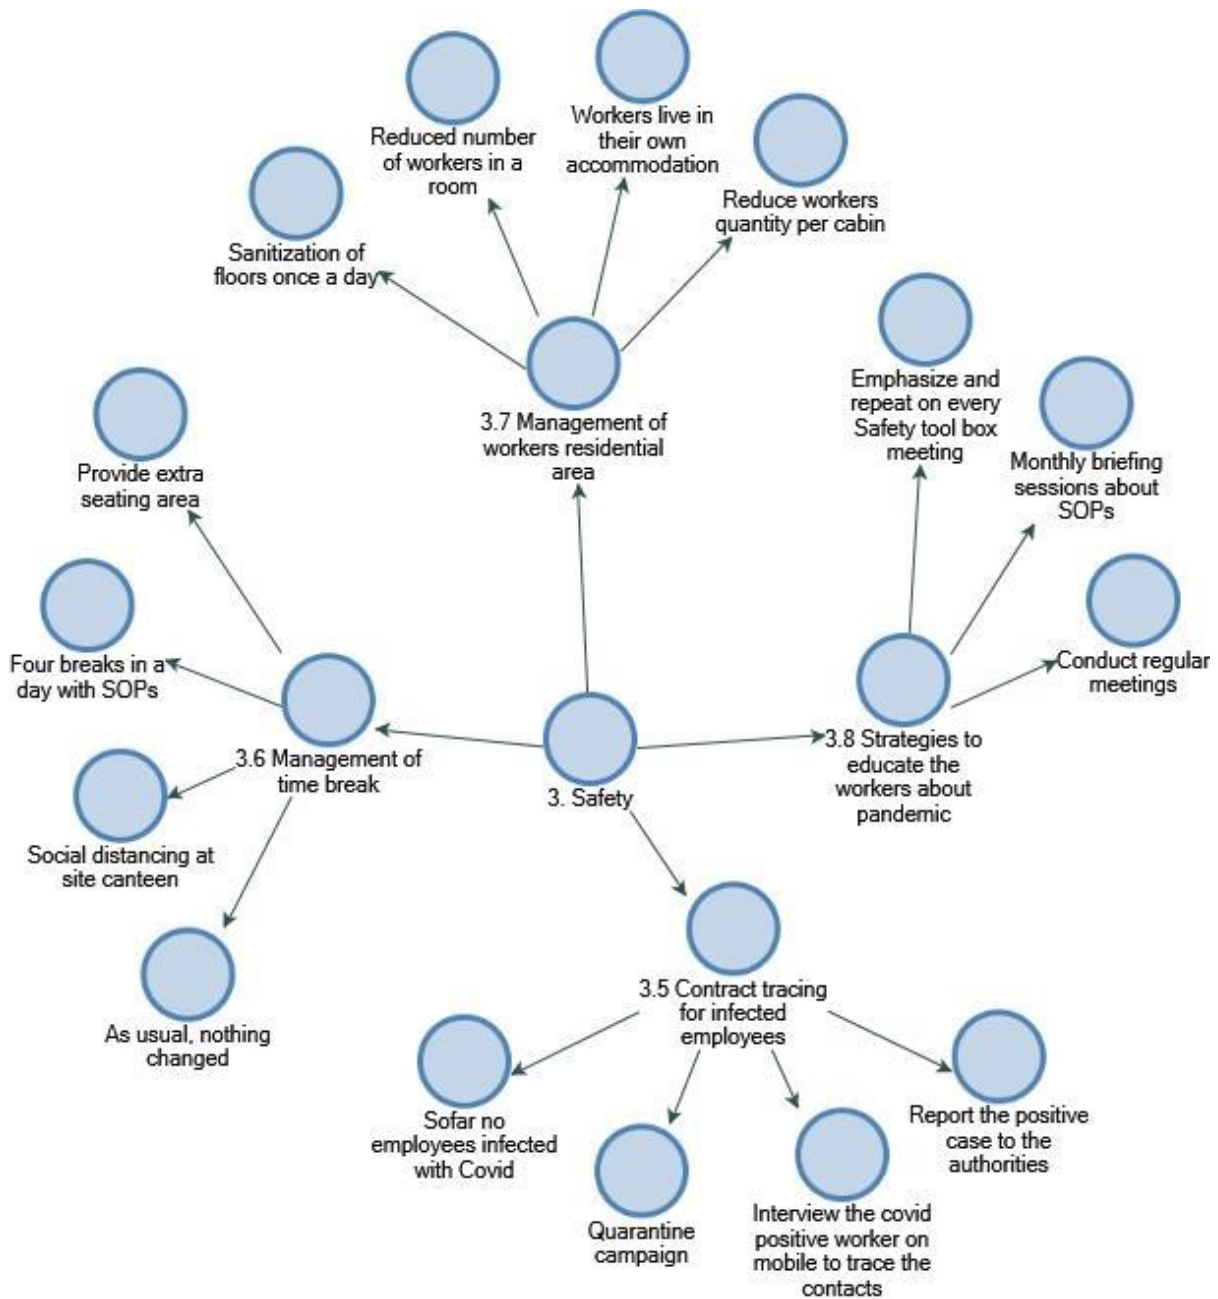 Workers live in
their own
accommodation
Reduced number
of workers in a
room
Reduce workers
quantity per cabin
Sanitization of
floors once a day
3.7 Management of
workers residential
area
Emphasize and
repeat on every
Safety tool box
meeting
Monthly briefing
sessions about
SOPs
Conduct regular
meetings
Provide extra
seating area
Four breaks in a
day with SOPs
3.6 Management of
time break
3. Safety
3.8 Strategies to
educate the
workers about
pandemic
Social distancing at
site canteen
As usual, nothing
changed
3.5 Contract tracing
for infected
employees
Sofar no
employees infected
with Covid
Quarantine
campaign
Interview the covid
positive worker on
mobile to trace the
contacts
Report the positive
case to the
authorities